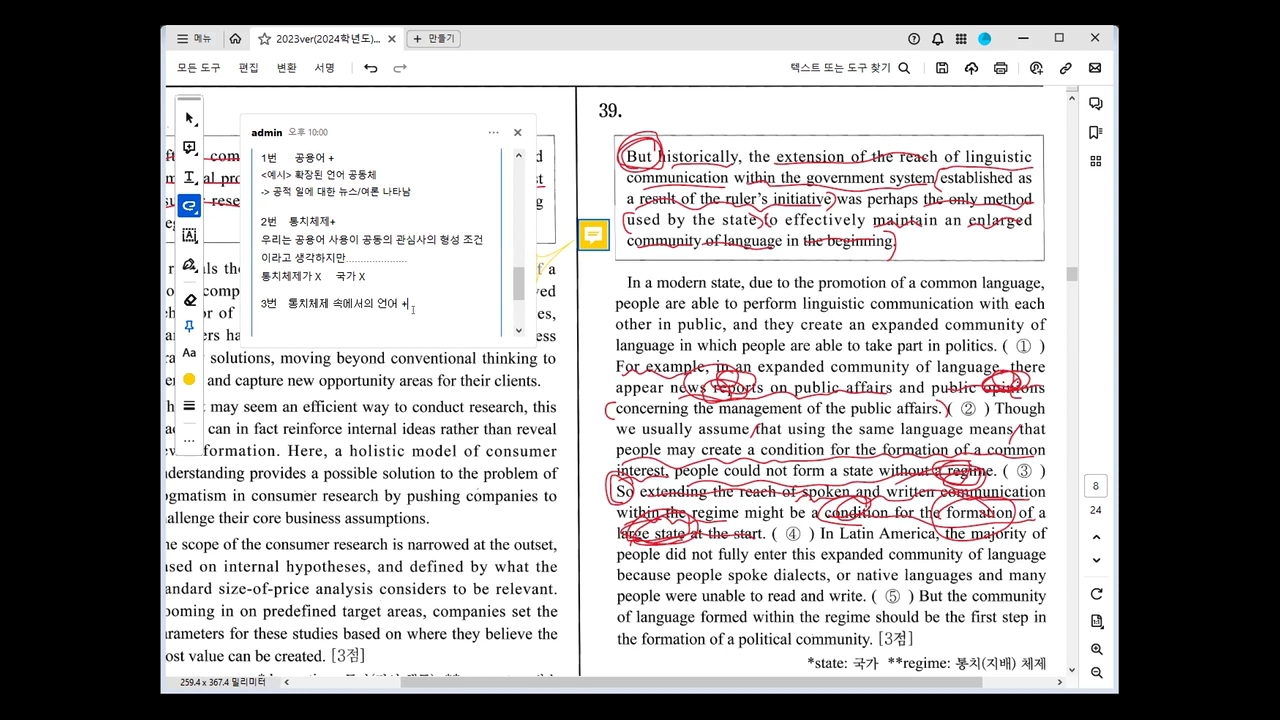 메뉴
2023ver(2024학년도)...
만들기
모든 도구 편집 변환 서명
텍스트 또는 도구 찾기
admin 오후 10:00
1번 공용어 +
<예시> 확장된 언어 공동체
-> 공적 일에 대한 뉴스/여론 나타남
2번 통치체제+
우리는 공용어 사용이 공동의 관심사의 형성 조건
이라고 생각하지만.....................
통치체제가 X 국가 X
3번 통치체제 속에서의 언어 +
Aa
solutions, moving beyond conventional thinking to
and capture new opportunity areas for their clients.
may seem an efficient way to conduct research, this
can in fact reinforce internal ideas rather than reveal
formation. Here, a holistic model of consumer
nderstanding provides a possible solution to the problem of
ogmatism in consumer research by pushing companies to
hallenge their core business assumptions.
he scope of the consumer research is narrowed at the outset,
ased on internal hypotheses, and defined by what the
andard size-of-price analysis considers to be relevant.
ooming in on predefined target areas, companies set the
arameters for these studies based on where they believe the
ost value can be created. [3점]
39.
But historically, the extension of the reach of linguistic
communication within the government system established as
a result of the ruler's initiative was perhaps the only method
used by the state to effectively maintain an enlarged
community of language in the beginning.
In a modern state, due to the promotion of a common language,
people are able to perform linguistic communication with each
other in public, and they create an expanded community of
language in which people are able to take part in politics. ( ① )
For example, in an expanded community of language, there
appear news reports on public affairs and public opinions
concerning the management of the public affairs. ( ② ) Though
we usually assume that using the same language means that
people may create a condition for the formation of a common
interest, people could not form a state without a regime. ( ③ )
So extending the reach of spoken and written communication
within the regime might be a condition for the formation of a
large state at the start. ( ④ ) In Latin America, the majority of
people did not fully enter this expanded community of language
because people spoke dialects, or native languages and many
people were unable to read and write. ( ⑤ ) But the community
of language formed within the regime should be the first step in
the formation of a political community. [3점]
*state: 국가 **regime: 통치(지배) 체제
8
24
259.4 x 367.4 밀리미터